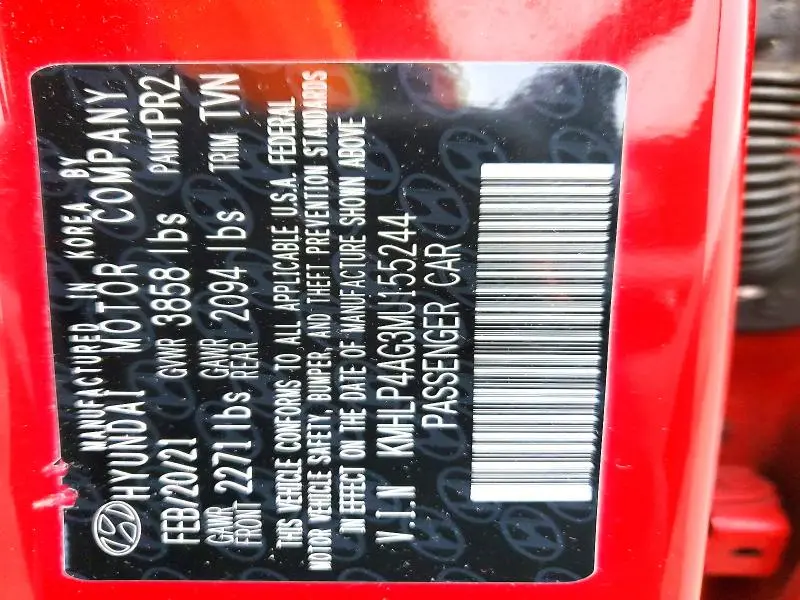 MANUFACTURED IN KOREA BY
HYUNDAI MOTOR COMPANY
FEB/20/21 GVWR 3858 lbs PAINT PR2
GAWR FRONT 2271lbs GAWR REAR 2094 lbs TRIM TVN
THIS VEHICLE CONFORMS TO ALL APPLICABLE U.S.A. FEDERAL
MOTOR VEHICLE SAFETY, BUMPER, AND THEFT PREVENTION STANDARDS
IN EFFECT ON THE DATE OF MANUFACTURE SHOWN ABOVE
V.I.N KMHLP4AG3MU155244
PASSENGER CAR